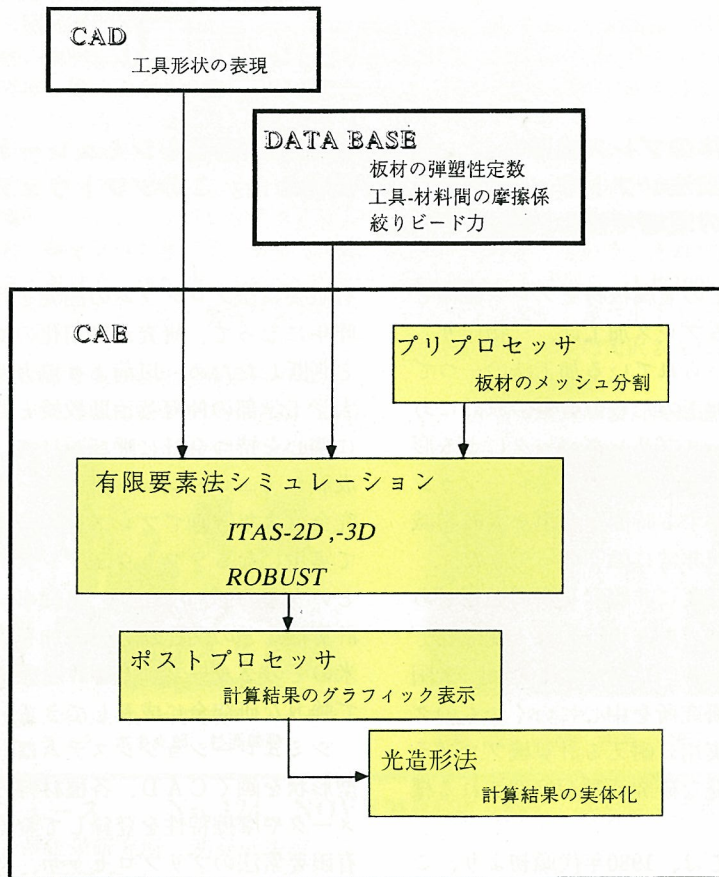 CAD
工具形状の表現
DATA BASE
板材の弾塑性定数
工具-材料間の摩擦係
絞りビード力
CAE
プリプロセッサ
板材のメッシュ分割
有限要素法シミュレーション
ITAS-2D ,-3D
ROBUST
ポストプロセッサ
計算結果のグラフィック表示
光造形法
計算結果の実体化